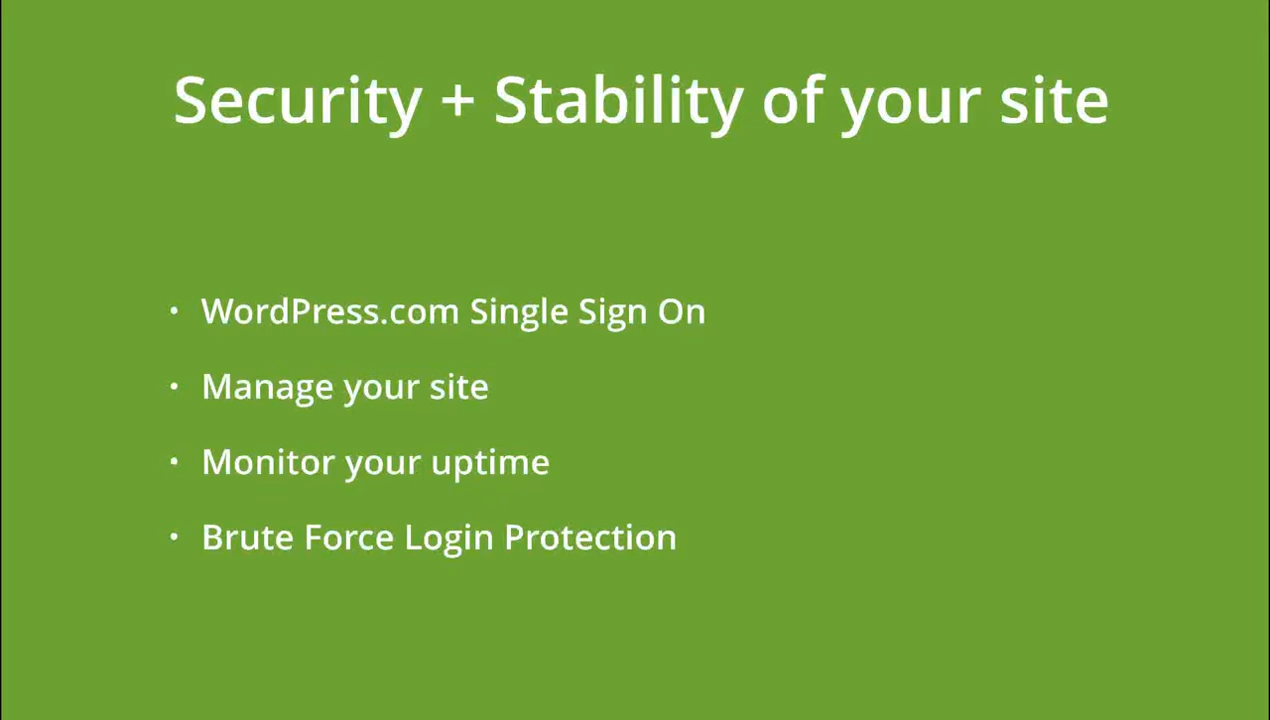 Security + Stability of your site
• WordPress.com Single Sign On
• Manage your site
• Monitor your uptime
• Brute Force Login Protection